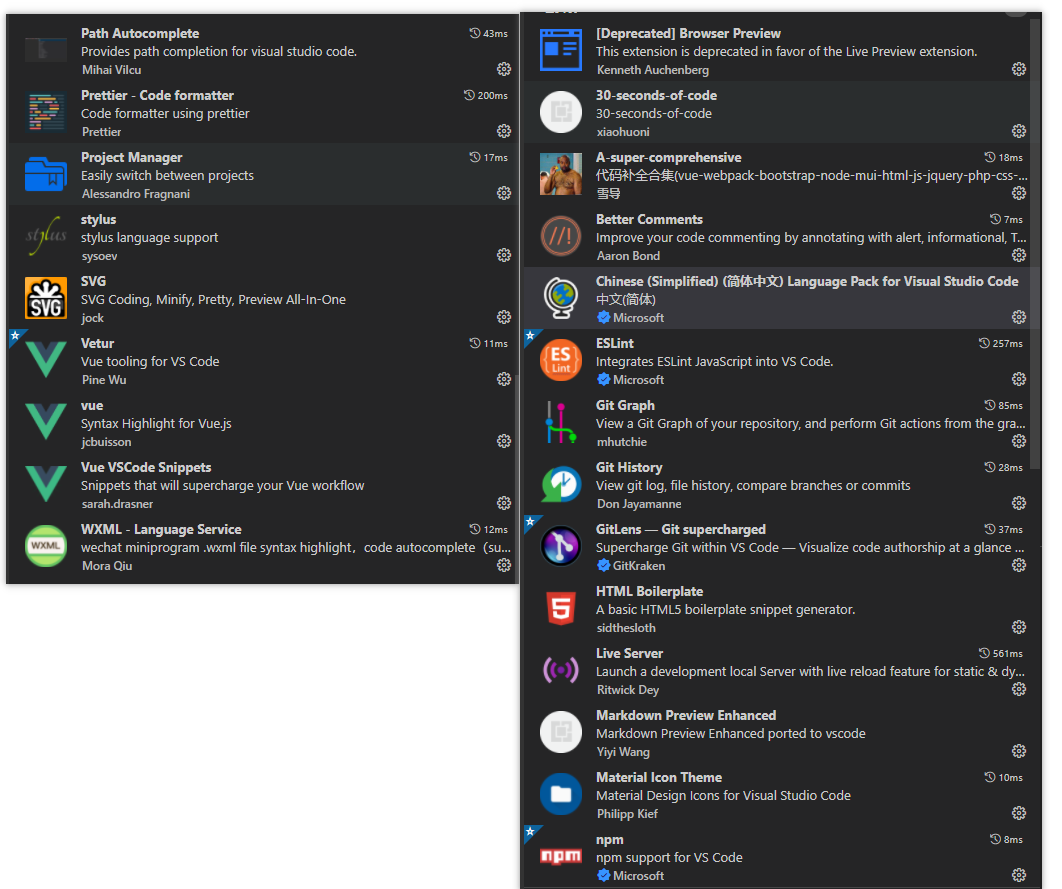 Path Autocomplete
43ms
Provides path completion for visual studio code.
Mihai Vilcu
Prettier - Code formatter
200ms
Code formatter using prettier
Prettier
Project Manager
17ms
Easily switch between projects
Alessandro Fragnani
stylus
stylus
stylus language support
sysoev
SVG
SVG
SVG Coding, Minify, Pretty, Preview All-In-One
jock
Vetur
11ms
Vue tooling for VS Code
Pine Wu
vue
Syntax Highlight for Vue.js
jcbuisson
Vue VSCode Snippets
Snippets that will supercharge your Vue workflow
sarah.drasner
WXML
WXML - Language Service
12ms
wechat miniprogram .wxml file syntax highlight，code autocomplete（su...
Mora Qiu
[Deprecated] Browser Preview
This extension is deprecated in favor of the Live Preview extension.
Kenneth Auchenberg
30-seconds-of-code
30-seconds-of-code
xiaohuoni
A-super-comprehensive
18ms
代码补全合集(vue-webpack-bootstrap-node-mui-html-js-jquery-php-css-...
雪导
//!
Better Comments
7ms
Improve your code commenting by annotating with alert, informational, T...
Aaron Bond
Chinese (Simplified) (简体中文) Language Pack for Visual Studio Code
中文(简体)
Microsoft
ES
Lint
ESLint
257ms
Integrates ESLint JavaScript into VS Code.
Microsoft
Git Graph
85ms
View a Git Graph of your repository, and perform Git actions from the gra...
mhutchie
Git History
28ms
View git log, file history, compare branches or commits
Don Jayamanne
GitLens — Git supercharged
37ms
Supercharge Git within VS Code — Visualize code authorship at a glance ...
GitKraken
5
HTML Boilerplate
A basic HTML5 boilerplate snippet generator.
sidthesloth
Live Server
561ms
Launch a development local Server with live reload feature for static & dy...
Ritwick Dey
Markdown Preview Enhanced
Markdown Preview Enhanced ported to vscode
Yiyi Wang
Material Icon Theme
10ms
Material Design Icons for Visual Studio Code
Philipp Kief
npm
npm
8ms
npm support for VS Code
Microsoft